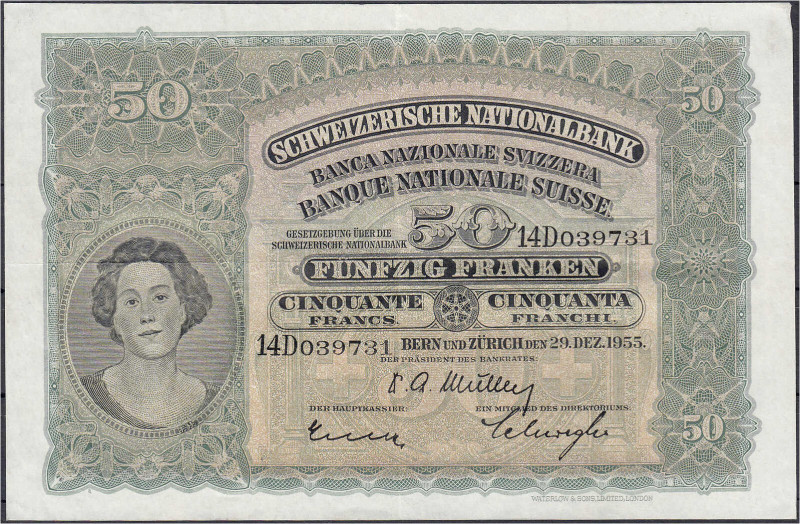 50
50
SCHWEIZERISCHE NATIONALBANK
BANCA NAZIONALE SVIZZERA
BANQUE NATIONALE SUISSE.
GESETZGEBUNG ÜBER DIE
SCHWEIZERISCHE NATIONALBANK
50
14D039731
FÜNFZIG FRANKEN
CINQUANTE
FRANCS.
CINQUANTA
FRANCHI.
14D039731
BERN UND ZÜRICH DEN 29. DEZ. 1955.
DER PRÄSIDENT DES BANKRATES:
DER HAUPTKASSIER:
EIN MITGLIED DES DIREKTORIUMS:
50
50
WATERLOW & SONS, LIMITED, LONDON